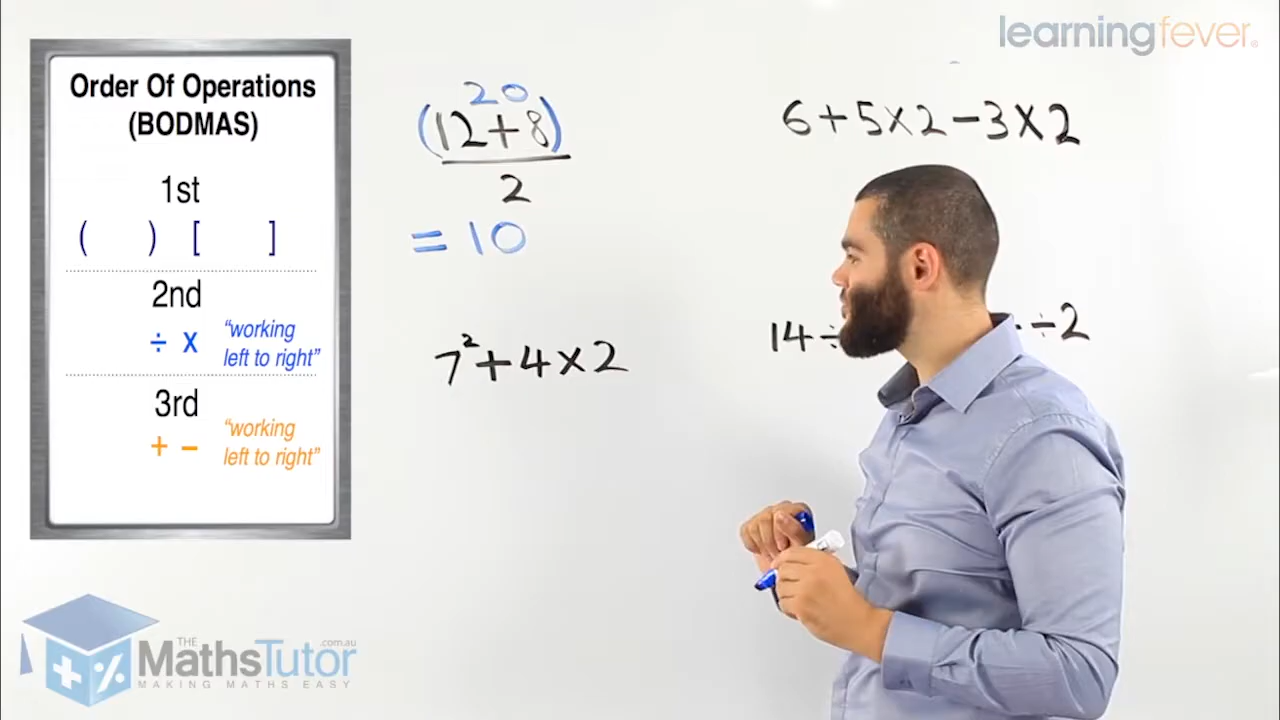 learningfever.
Order Of Operations
(BODMAS)
1st
( ) [ ]
2nd
÷ x "working
left to right"
3rd
+ − "working
left to right"
20
(12+8)
2
= 10
7²+4×2
6+5×2−3×2
14÷
÷2
THE MathsTutor .com.au
MAKING MATHS EASY